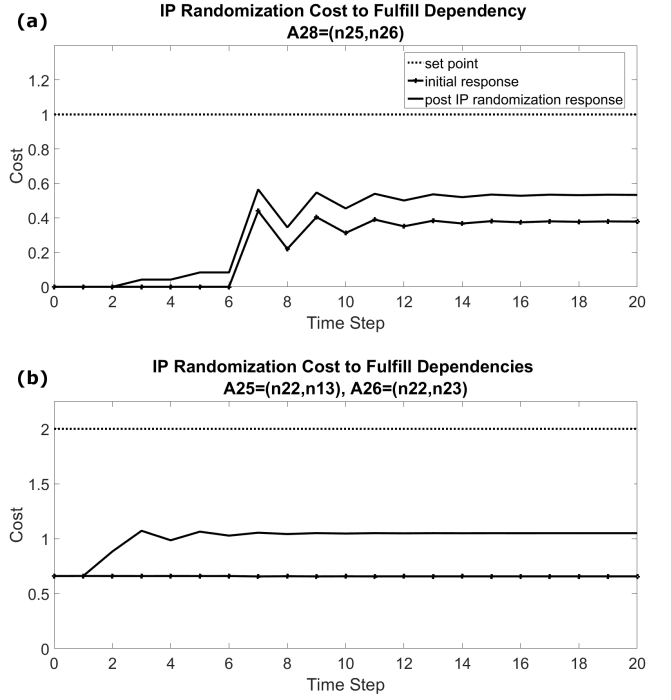 (a)
IP Randomization Cost to Fulfill Dependency
A28=(n25,n26)
set point
initial response
post IP randomization response
1.2
1
0.8
0.6
0.4
0.2
0
Cost
0 2 4 6 8 10 12 14 16 18 20
Time Step
(b)
IP Randomization Cost to Fulfill Dependencies
A25=(n22,n13), A26=(n22,n23)
2
1.5
1
0.5
0
Cost
0 2 4 6 8 10 12 14 16 18 20
Time Step